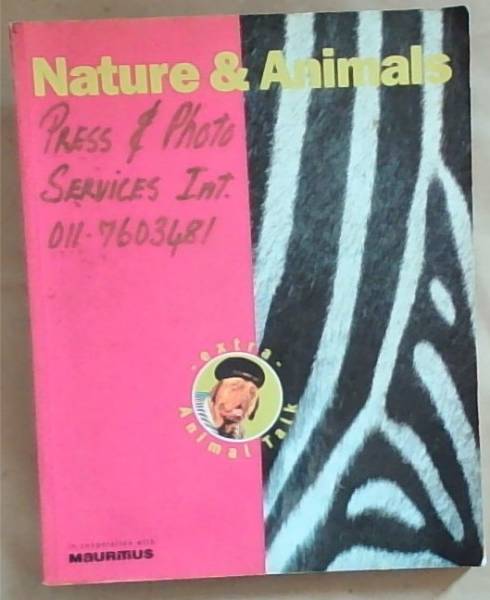 Nature & Animals
PRESS & PHOTO
SERVICES INT.
011-7603481
·extra·
Animal Talk
in cooperation with
MAURITIUS